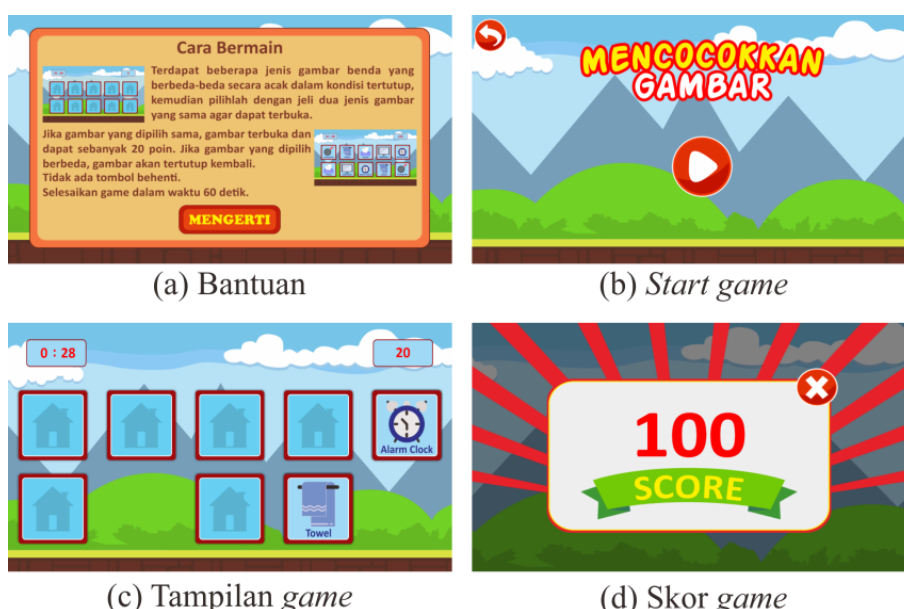 Cara Bermain
Terdapat beberapa jenis gambar benda yang
berbeda-beda secara acak dalam kondisi tertutup,
kemudian pilihlah dengan jeli dua jenis gambar
yang sama agar dapat terbuka.
Jika gambar yang dipilih sama, gambar terbuka dan
dapat sebanyak 20 poin. Jika gambar yang dipilih
berbeda, gambar akan tertutup kembali.
Tidak ada tombol behenti.
Selesaikan game dalam waktu 60 detik.
MENGERTI
(a) Bantuan
MENCOCOKKAN
GAMBAR
(b) Start game
0 : 28
20
Alarm Clock
Towel
(c) Tampilan game
100
SCORE
(d) Skor game